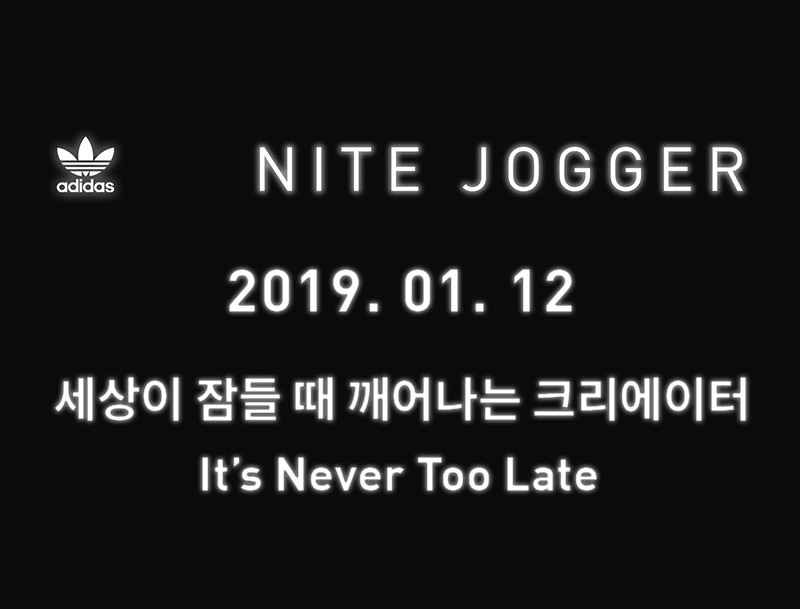 adidas
NITE JOGGER
2019. 01. 12
세상이 잠들 때 깨어나는 크리에이터
It's Never Too Late